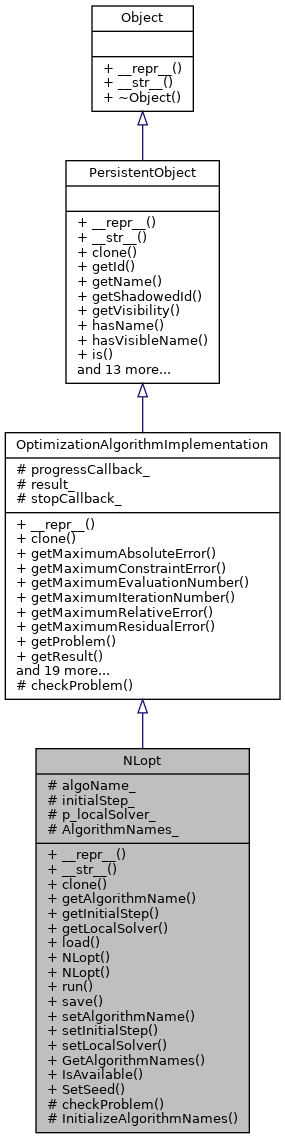 Object
+ __repr__()
+ __str__()
+ ~Object()
PersistentObject
+ __repr__()
+ __str__()
+ clone()
+ getId()
+ getName()
+ getShadowedId()
+ getVisibility()
+ hasName()
+ hasVisibleName()
+ is()
and 13 more...
OptimizationAlgorithmImplementation
# progressCallback_
# result_
# stopCallback_
+ __repr__()
+ clone()
+ getMaximumAbsoluteError()
+ getMaximumConstraintError()
+ getMaximumEvaluationNumber()
+ getMaximumIterationNumber()
+ getMaximumRelativeError()
+ getMaximumResidualError()
+ getProblem()
+ getResult()
and 19 more...
# checkProblem()
NLopt
# algoName_
# initialStep_
# p_localSolver_
# AlgorithmNames_
+ __repr__()
+ __str__()
+ clone()
+ getAlgorithmName()
+ getInitialStep()
+ getLocalSolver()
+ load()
+ NLopt()
+ NLopt()
+ run()
+ save()
+ setAlgorithmName()
+ setInitialStep()
+ setLocalSolver()
+ GetAlgorithmNames()
+ IsAvailable()
+ SetSeed()
# checkProblem()
# InitializeAlgorithmNames()